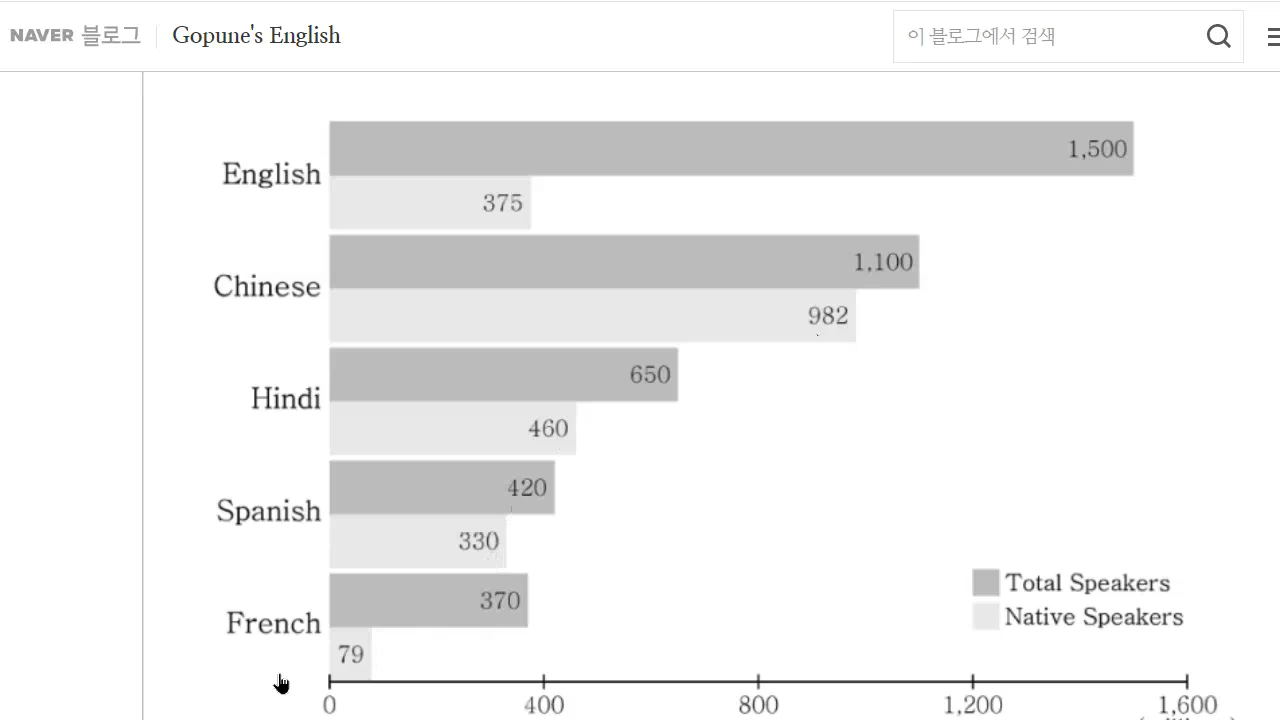 NAVER 블로그 Gopune's English 이 블로그에서 검색
1,500
English
375
1,100
Chinese
982
650
Hindi
460
420
Spanish
330
370
French
79
Total Speakers
Native Speakers
0 400 800 1,200 1,600